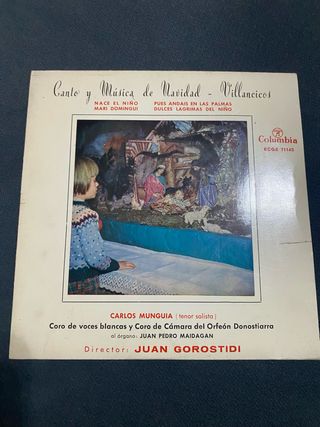 Canto y Música de Navidad - Villancicos
NACE EL NIÑO
MARI DOMINGUI
PUES ANDAIS EN LAS PALMAS
DULCES LAGRIMAS DEL NIÑO
Columbia
ECGE 71143
CARLOS MUNGUIA (tenor solista)
Coro de voces blancas y Coro de Cámara del Orfeón Donostiarra
al órgano: JUAN PEDRO MAIDAGAN
Director: JUAN GOROSTIDI